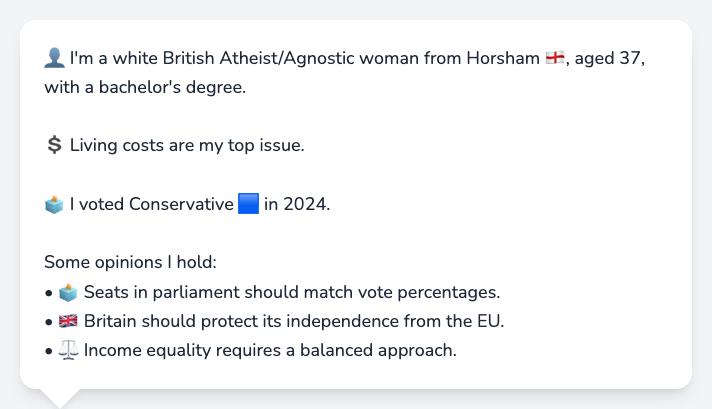 👤 I'm a white British Atheist/Agnostic woman from Horsham 🏴󠁧󠁢󠁥󠁮󠁧󠁿, aged 37,
with a bachelor's degree.
💲 Living costs are my top issue.
🗳️ I voted Conservative 🟦 in 2024.
Some opinions I hold:
• 🗳️ Seats in parliament should match vote percentages.
• 🇬🇧 Britain should protect its independence from the EU.
• ⚖️ Income equality requires a balanced approach.